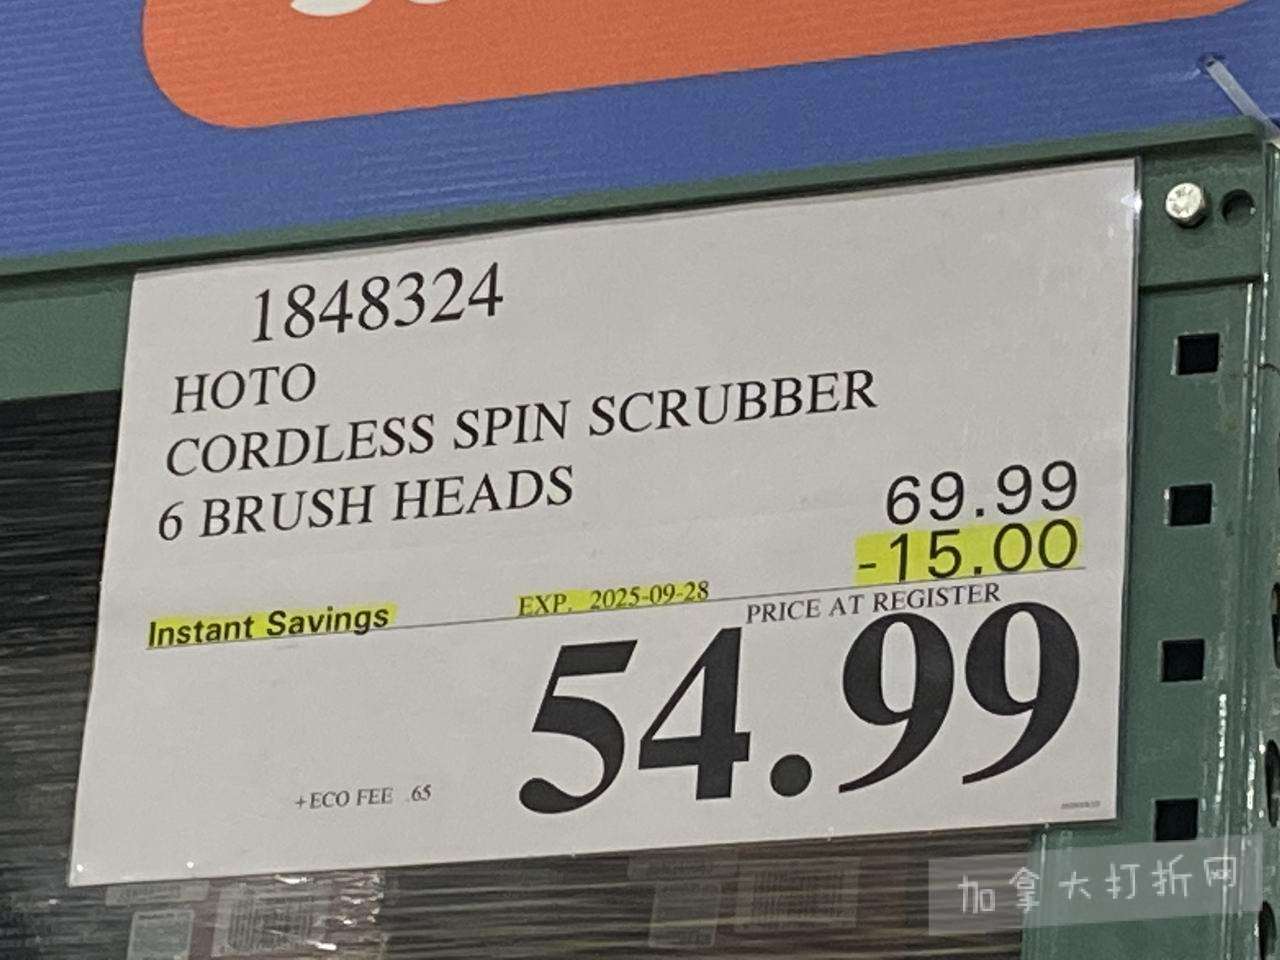 1848324
HOTO
CORDLESS SPIN SCRUBBER
6 BRUSH HEADS
69.99
-15.00
Instant Savings EXP. 2025-09-28
PRICE AT REGISTER
54.99
+ECO FEE .65
加拿大打折网